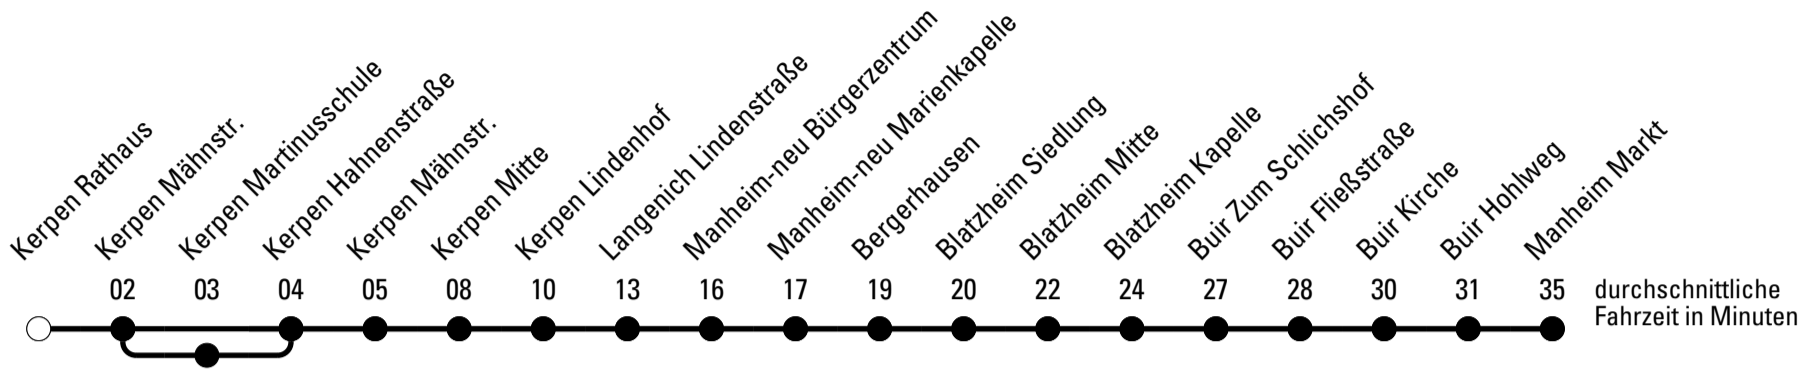 Kerpen Rathaus
Kerpen Mähnstr.
Kerpen Martinusschule
Kerpen Hahnenstraße
Kerpen Mähnstr.
Kerpen Mitte
Kerpen Lindenhof
Langenich Lindenstraße
Manheim-neu Bürgerzentrum
Manheim-neu Marienkapelle
Bergerhausen
Blatzheim Siedlung
Blatzheim Mitte
Blatzheim Kapelle
Buir Zum Schlichshof
Buir Fließstraße
Buir Kirche
Buir Hohlweg
Manheim Markt
02 03 04 05 08 10 13 16 17 19 20 22 24 27 28 30 31 35
durchschnittliche
Fahrzeit in Minuten